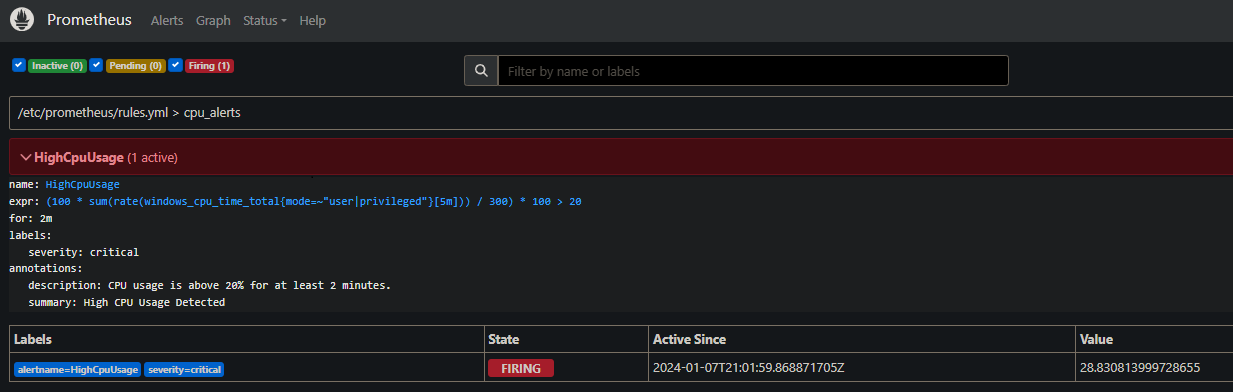 Prometheus Alerts Graph Status Help
Inactive (0) Pending (0) Firing (1) Filter by name or labels
/etc/prometheus/rules.yml > cpu_alerts
HighCpuUsage (1 active)
name: HighCpuUsage
expr: (100 * sum(rate(windows_cpu_time_total{mode=~"user|privileged"}[5m])) / 300) * 100 > 20
for: 2m
labels:
severity: critical
annotations:
description: CPU usage is above 20% for at least 2 minutes.
summary: High CPU Usage Detected
Labels State Active Since Value
alertname=HighCpuUsage severity=critical FIRING 2024-01-07T21:01:59.868871705Z 28.830813999728655